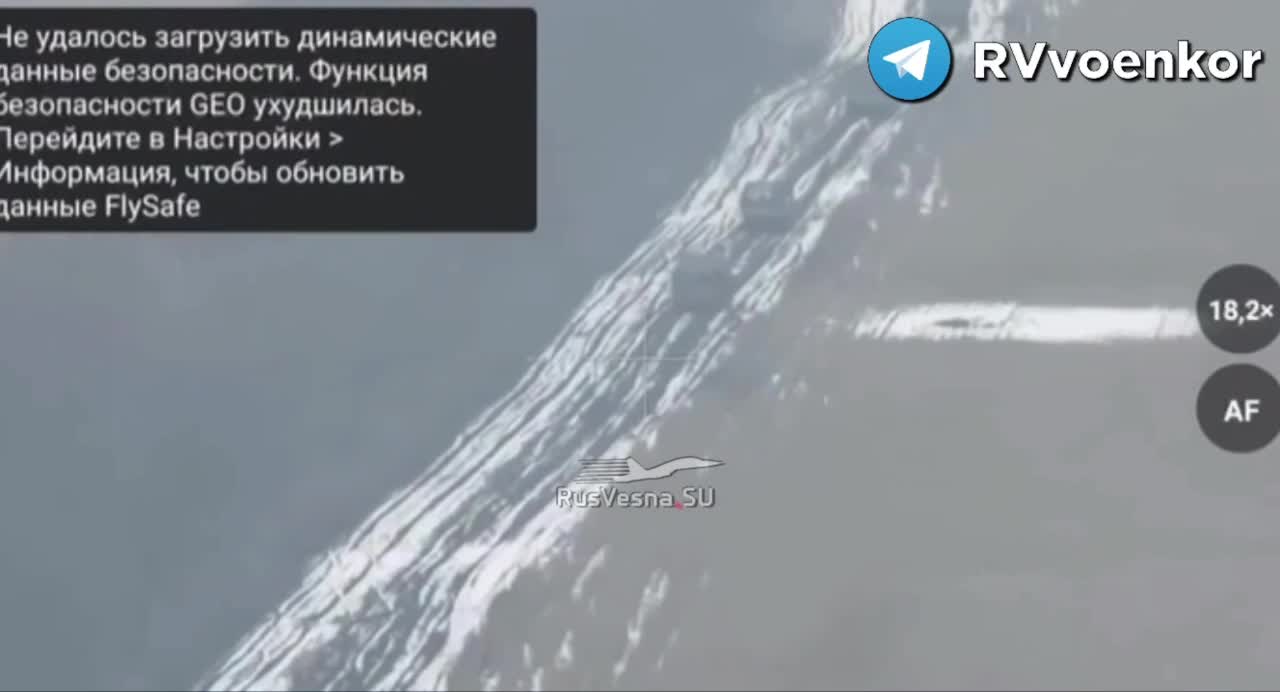 Не удалось загрузить динамические
данные безопасности. Функция
безопасности GEO ухудшилась.
Перейдите в Настройки >
Информация, чтобы обновить
данные FlySafe
RVvoenkor
18,2×
AF
RusVesna.SU